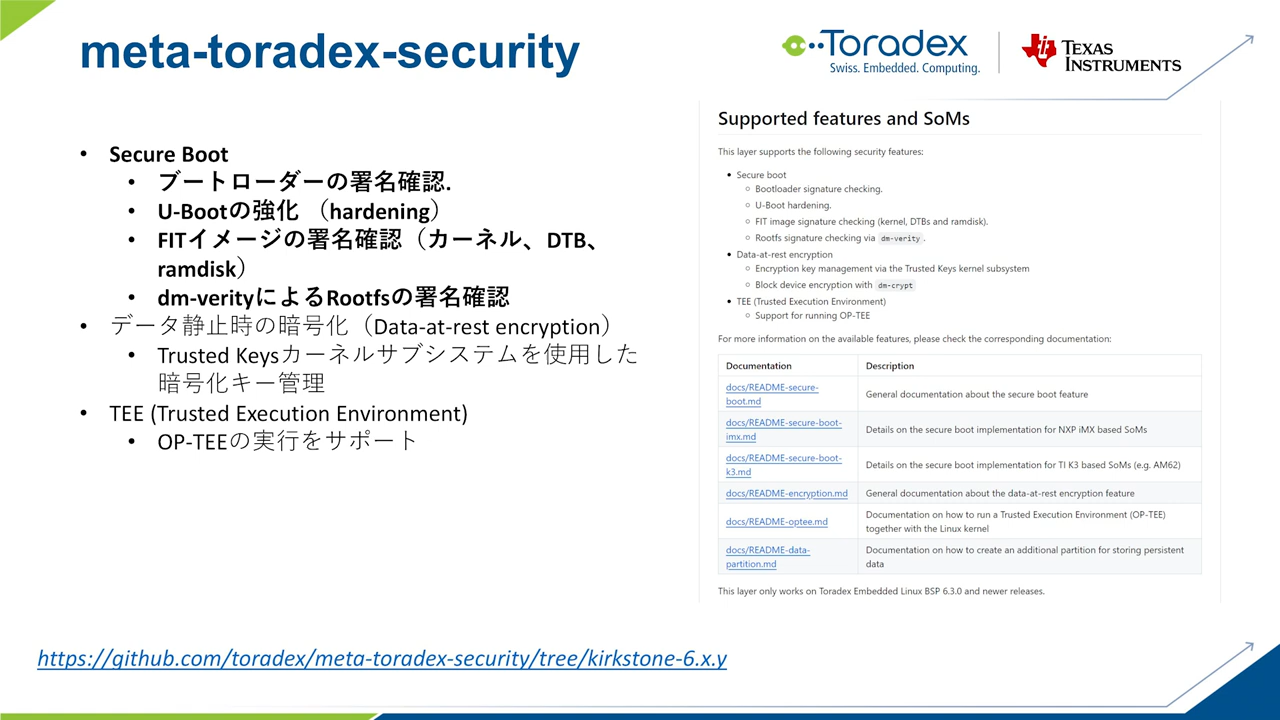 meta-toradex-security
Toradex
Swiss. Embedded. Computing.
TEXAS
INSTRUMENTS
• Secure Boot
• ブートローダーの署名確認.
• U-Bootの強化 （hardening）
• FITイメージの署名確認（カーネル、DTB、
ramdisk）
• dm-verityによるRootfsの署名確認
• データ静止時の暗号化（Data-at-rest encryption）
• Trusted Keysカーネルサブシステムを使用した
暗号化キー管理
• TEE (Trusted Execution Environment)
• OP-TEEの実行をサポート
Supported features and SoMs
This layer supports the following security features:
• Secure boot
○ Bootloader signature checking.
○ U-Boot hardening.
○ FIT image signature checking (kernel, DTBs and ramdisk).
○ Rootfs signature checking via dm-verity .
• Data-at-rest encryption
○ Encryption key management via the Trusted Keys kernel subsystem
○ Block device encryption with dm-crypt
• TEE (Trusted Execution Environment)
○ Support for running OP-TEE
For more information on the available features, please check the corresponding documentation:
Documentation Description
docs/README-secure-
boot.md
General documentation about the secure boot feature
docs/README-secure-boot-
imx.md
Details on the secure boot implementation for NXP iMX based SoMs
docs/README-secure-boot-
k3.md
Details on the secure boot implementation for TI K3 based SoMs (e.g. AM62)
docs/README-encryption.md General documentation about the data-at-rest encryption feature
docs/README-optee.md
Documentation on how to run a Trusted Execution Environment (OP-TEE)
together with the Linux kernel
docs/README-data-
partition.md
Documentation on how to create an additional partition for storing persistent
data
This layer only works on Toradex Embedded Linux BSP 6.3.0 and newer releases.
https://github.com/toradex/meta-toradex-security/tree/kirkstone-6.x.y